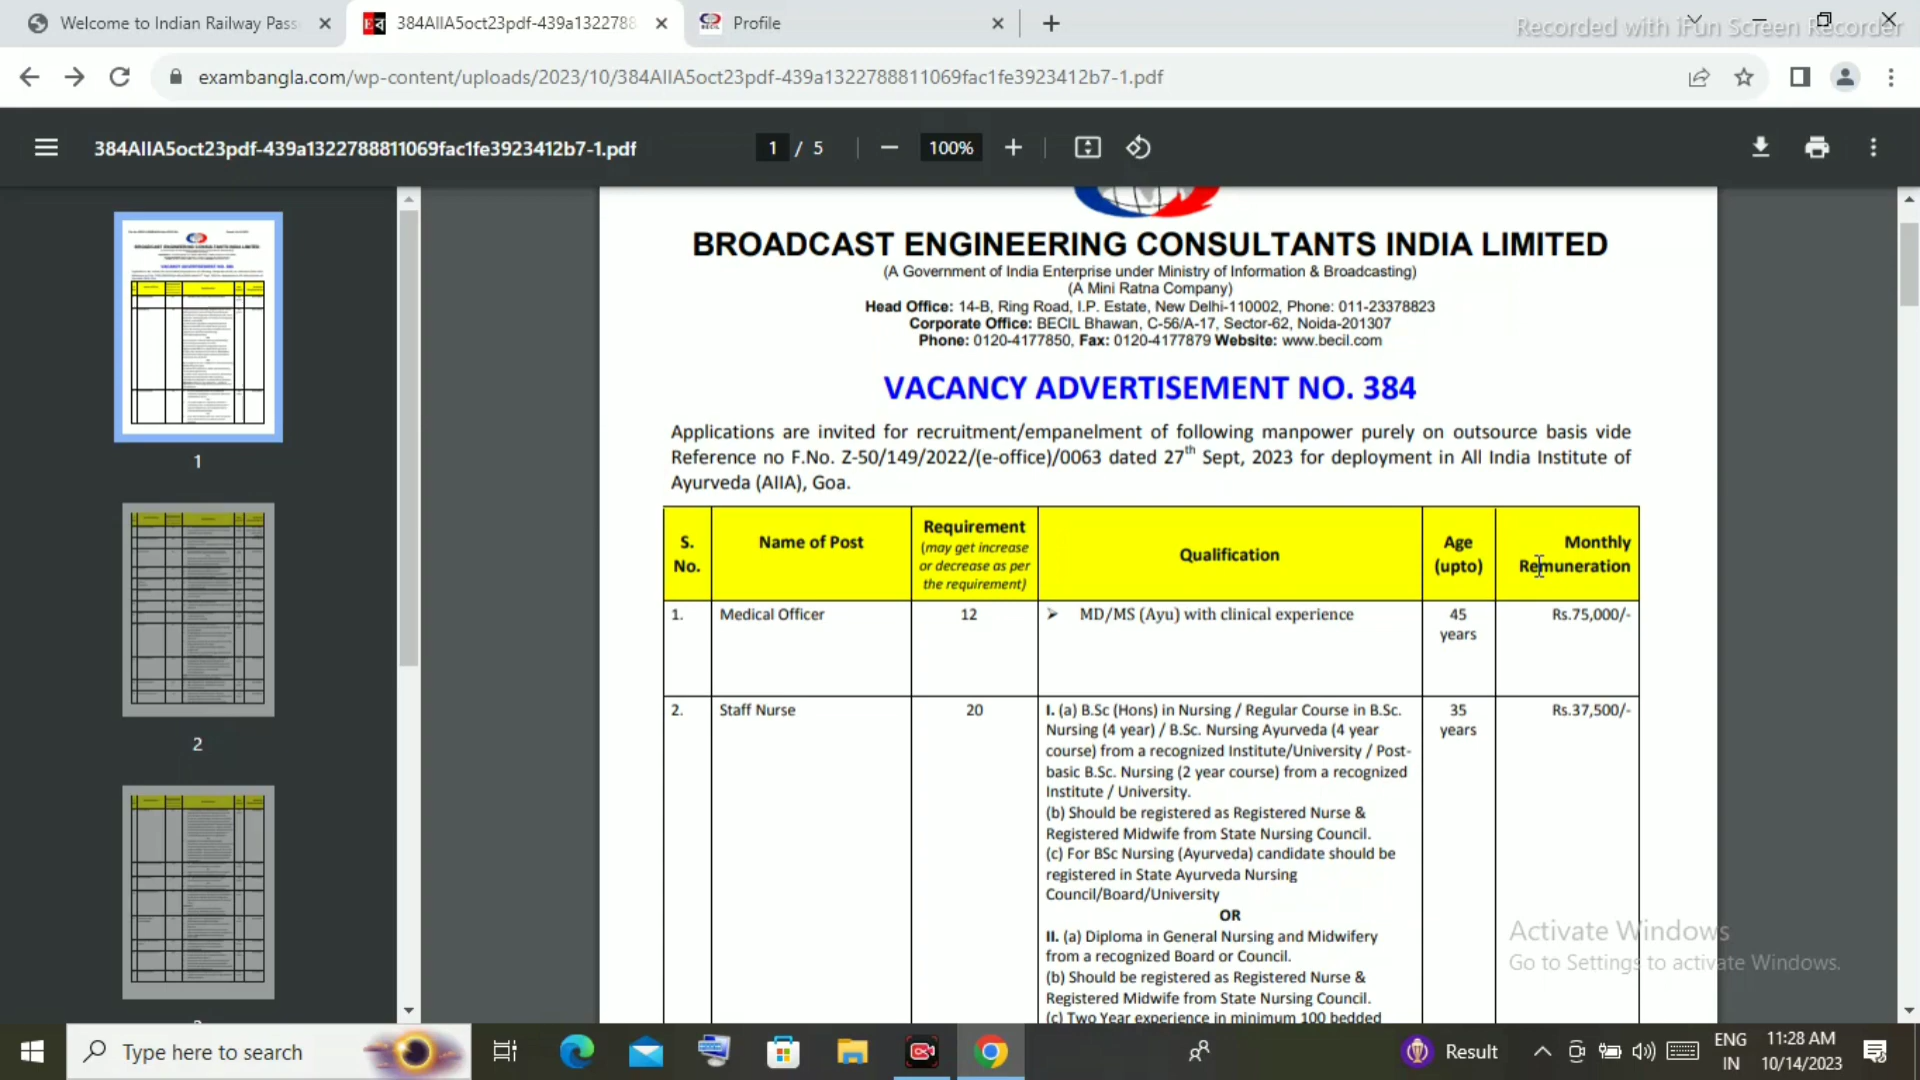 Welcome to Indian Railway Pass
384AIIA5oct23pdf-439a1322788
Profile
Recorded with iFun Screen Recorder
exambangla.com/wp-content/uploads/2023/10/384AIIA5oct23pdf-439a1322788811069fac1fe3923412b7-1.pdf
384AIIA5oct23pdf-439a1322788811069fac1fe3923412b7-1.pdf
1 / 5
100%
1
2
BROADCAST ENGINEERING CONSULTANTS INDIA LIMITED
(A Government of India Enterprise under Ministry of Information & Broadcasting)
(A Mini Ratna Company)
Head Office: 14-B, Ring Road, I.P. Estate, New Delhi-110002, Phone: 011-23378823
Corporate Office: BECIL Bhawan, C-56/A-17, Sector-62, Noida-201307
Phone: 0120-4177850, Fax: 0120-4177879 Website: www.becil.com
VACANCY ADVERTISEMENT NO. 384
Applications are invited for recruitment/empanelment of following manpower purely on outsource basis vide
Reference no F.No. Z-50/149/2022/(e-office)/0063 dated 27th Sept, 2023 for deployment in All India Institute of
Ayurveda (AIIA), Goa.
S. No.
Name of Post
Requirement
(may get increase
or decrease as per
the requirement)
Qualification
Age
(upto)
Monthly
Remuneration
1.
Medical Officer
12
➤ MD/MS (Ayu) with clinical experience
45
years
Rs.75,000/-
2.
Staff Nurse
20
I. (a) B.Sc (Hons) in Nursing / Regular Course in B.Sc.
Nursing (4 year) / B.Sc. Nursing Ayurveda (4 year
course) from a recognized Institute/University / Post-
basic B.Sc. Nursing (2 year course) from a recognized
Institute / University.
(b) Should be registered as Registered Nurse &
Registered Midwife from State Nursing Council.
(c) For BSc Nursing (Ayurveda) candidate should be
registered in State Ayurveda Nursing
Council/Board/University
OR
II. (a) Diploma in General Nursing and Midwifery
from a recognized Board or Council.
(b) Should be registered as Registered Nurse &
Registered Midwife from State Nursing Council.
(c) Two Year experience in minimum 100 bedded
35
years
Rs.37,500/-
Activate Windows
Go to Settings to activate Windows.
Type here to search
Result
ENG
IN
11:28 AM
10/14/2023